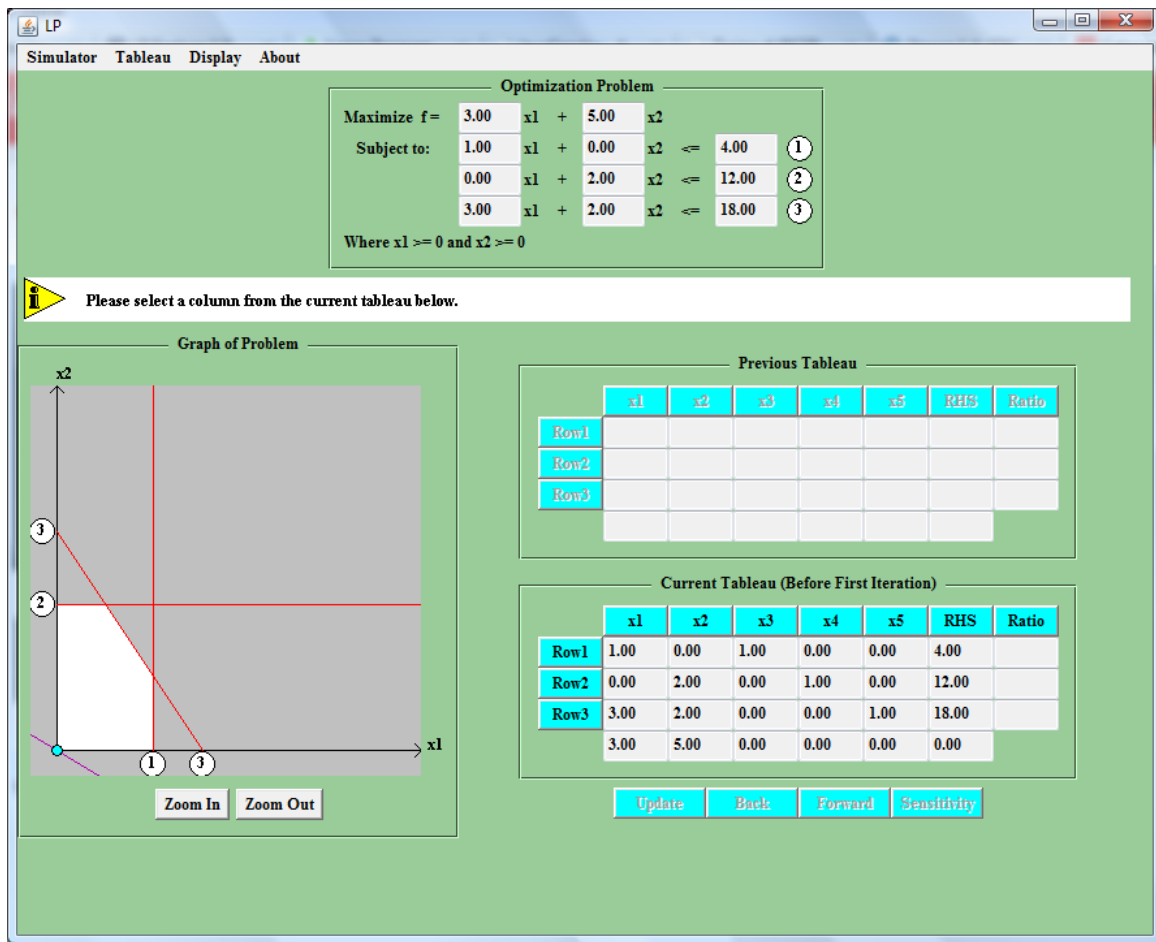 LP
Simulator Tableau Display About
Optimization Problem
Maximize f = 3.00 x1 + 5.00 x2
Subject to: 1.00 x1 + 0.00 x2 <= 4.00 1
0.00 x1 + 2.00 x2 <= 12.00 2
3.00 x1 + 2.00 x2 <= 18.00 3
Where x1 >= 0 and x2 >= 0
i Please select a column from the current tableau below.
Graph of Problem
x2
3
2
x1
1 3
Zoom In Zoom Out
Previous Tableau
x1 x2 x3 x4 x5 RHS Ratio
Row1
Row2
Row3
Current Tableau (Before First Iteration)
x1 x2 x3 x4 x5 RHS Ratio
Row1 1.00 0.00 1.00 0.00 0.00 4.00
Row2 0.00 2.00 0.00 1.00 0.00 12.00
Row3 3.00 2.00 0.00 0.00 1.00 18.00
3.00 5.00 0.00 0.00 0.00 0.00
Update Back Forward Sensitivity